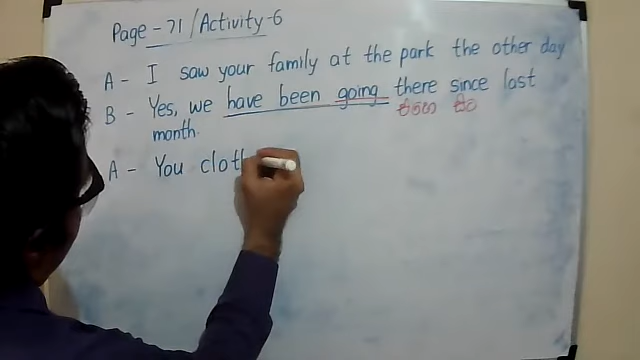 Page - 71 / Activity - 6
A - I saw your family at the park the other day
B - Yes, we have been going there since last
month.
A - You clot